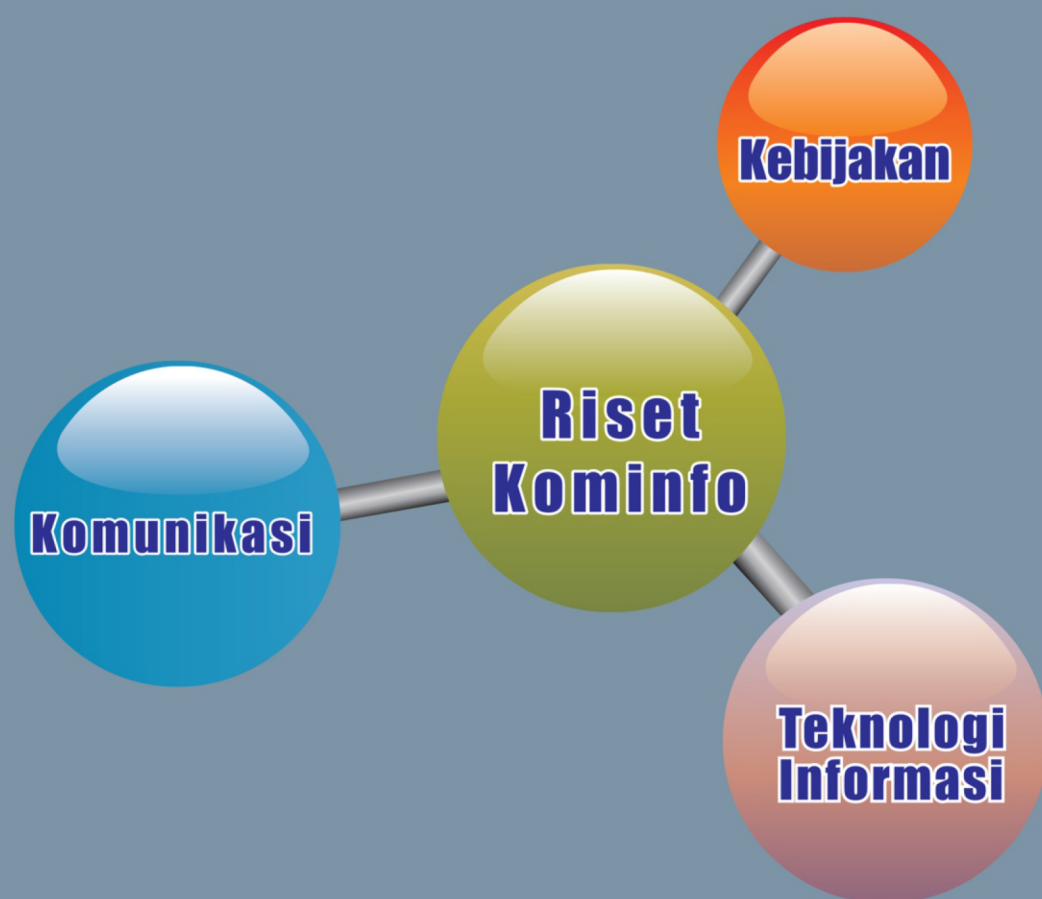 Kebijakan
Riset
Kominfo
Komunikasi
Teknologi
Informasi